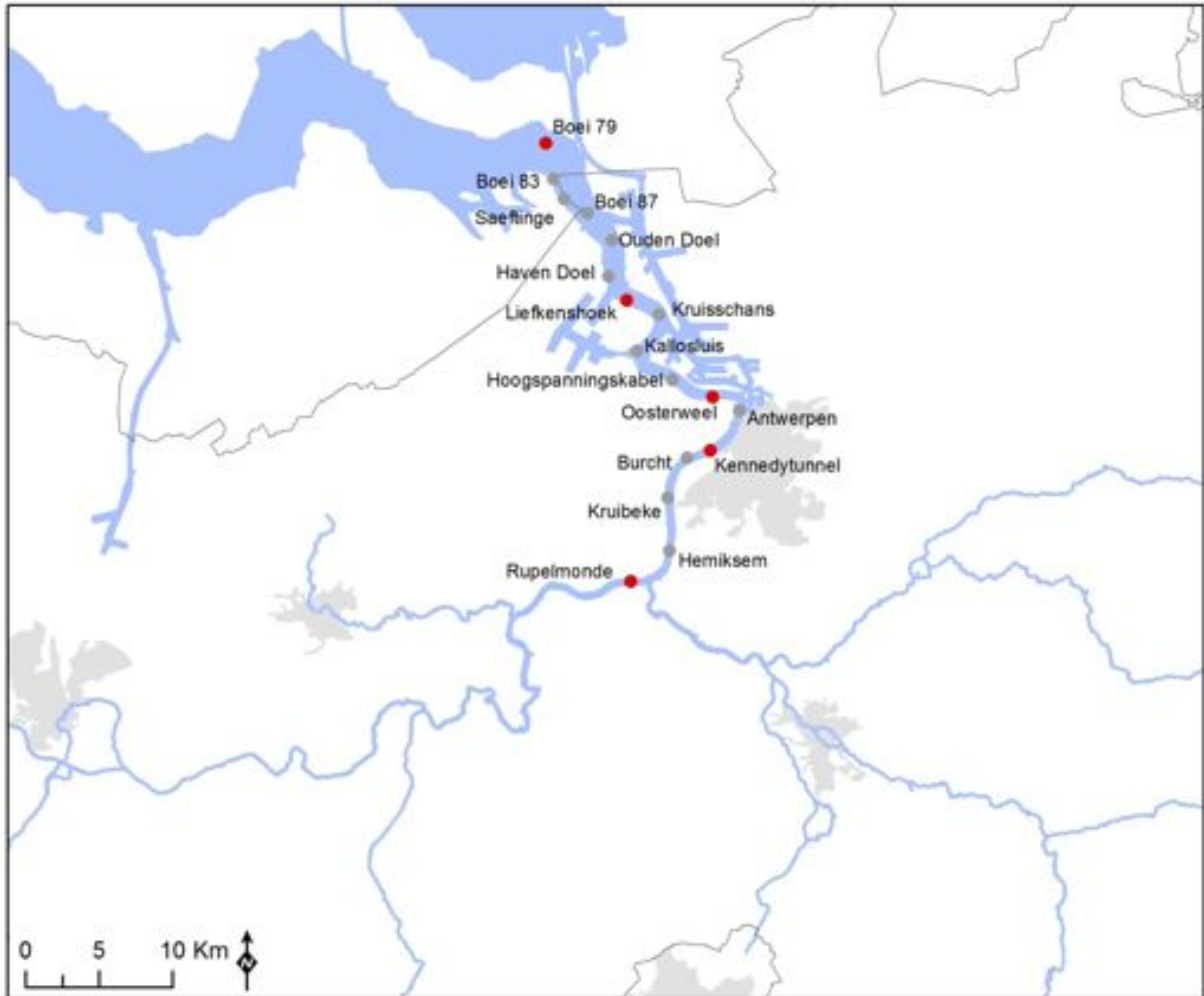 Boei 79
Boei 83
Boei 87
Saeftinge
Ouden Doel
Haven Doel
Liefkenshoek
Kruisschans
Kallosluis
Hoogspanningskabel
Oosterweel
Antwerpen
Burcht
Kennedytunnel
Kruibeke
Hemiksem
Rupelmonde
0 5 10 Km
N